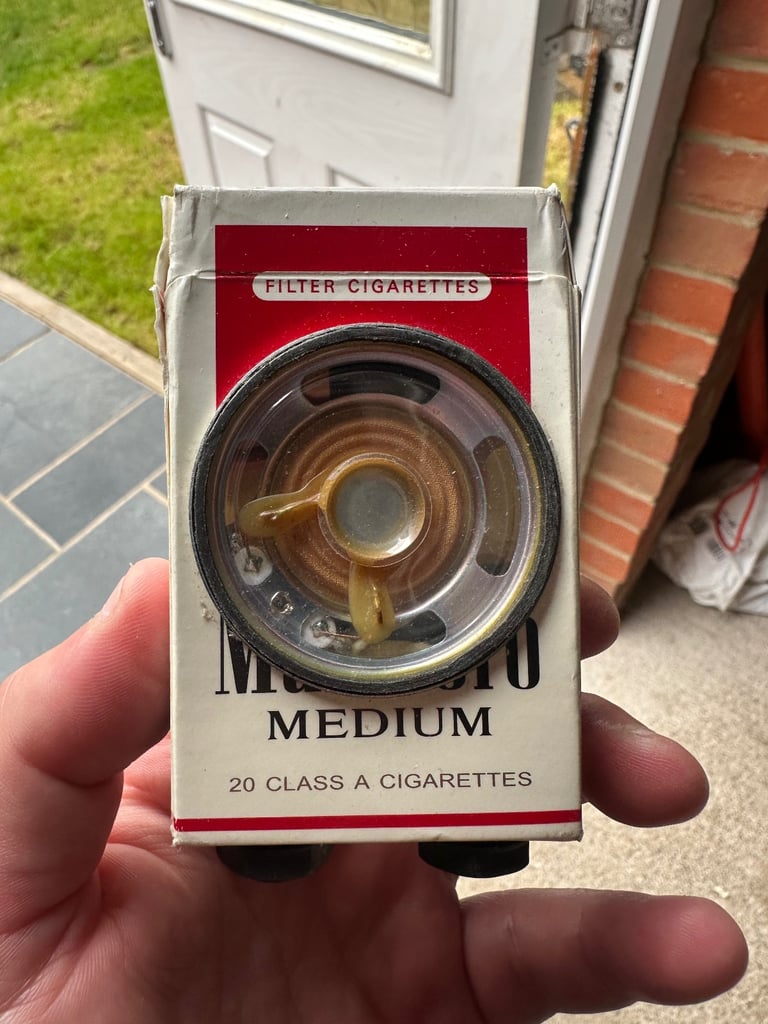 FILTER CIGARETTES
MEDIUM
20 CLASS A CIGARETTES